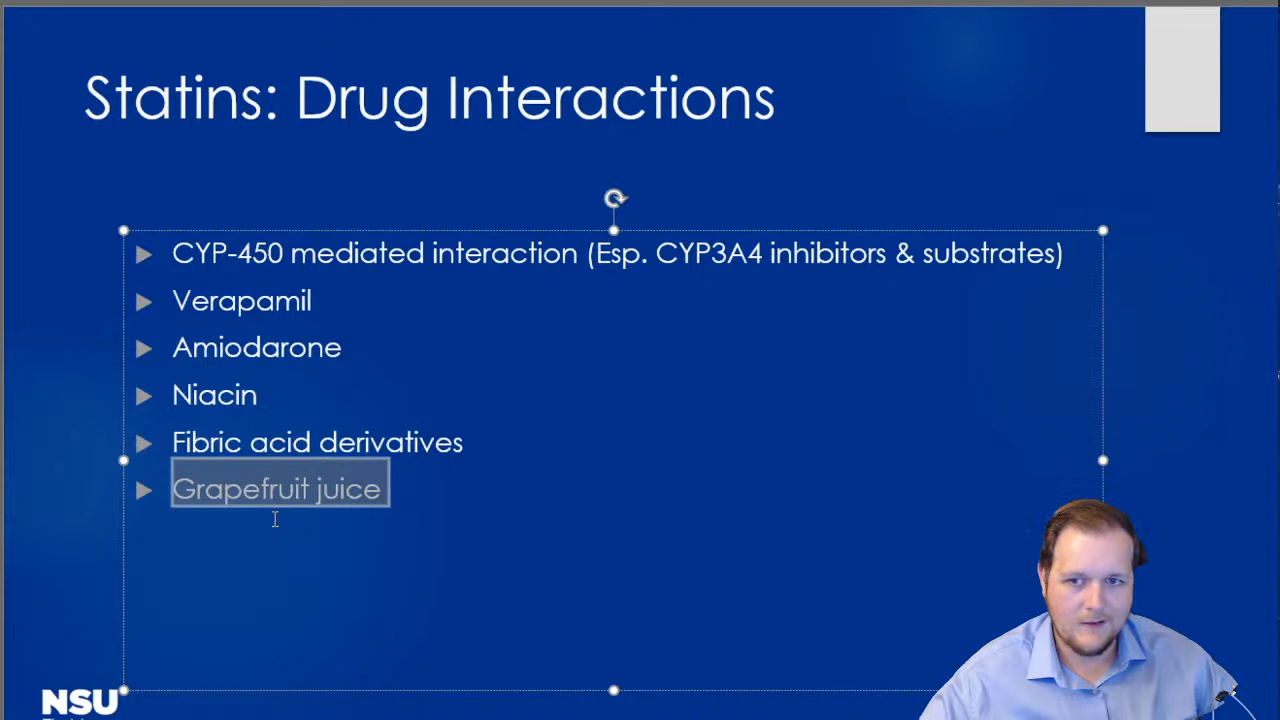 Statins: Drug Interactions
CYP-450 mediated interaction (Esp. CYP3A4 inhibitors & substrates)
Verapamil
Amiodarone
Niacin
Fibric acid derivatives
Grapefruit juice
NSU